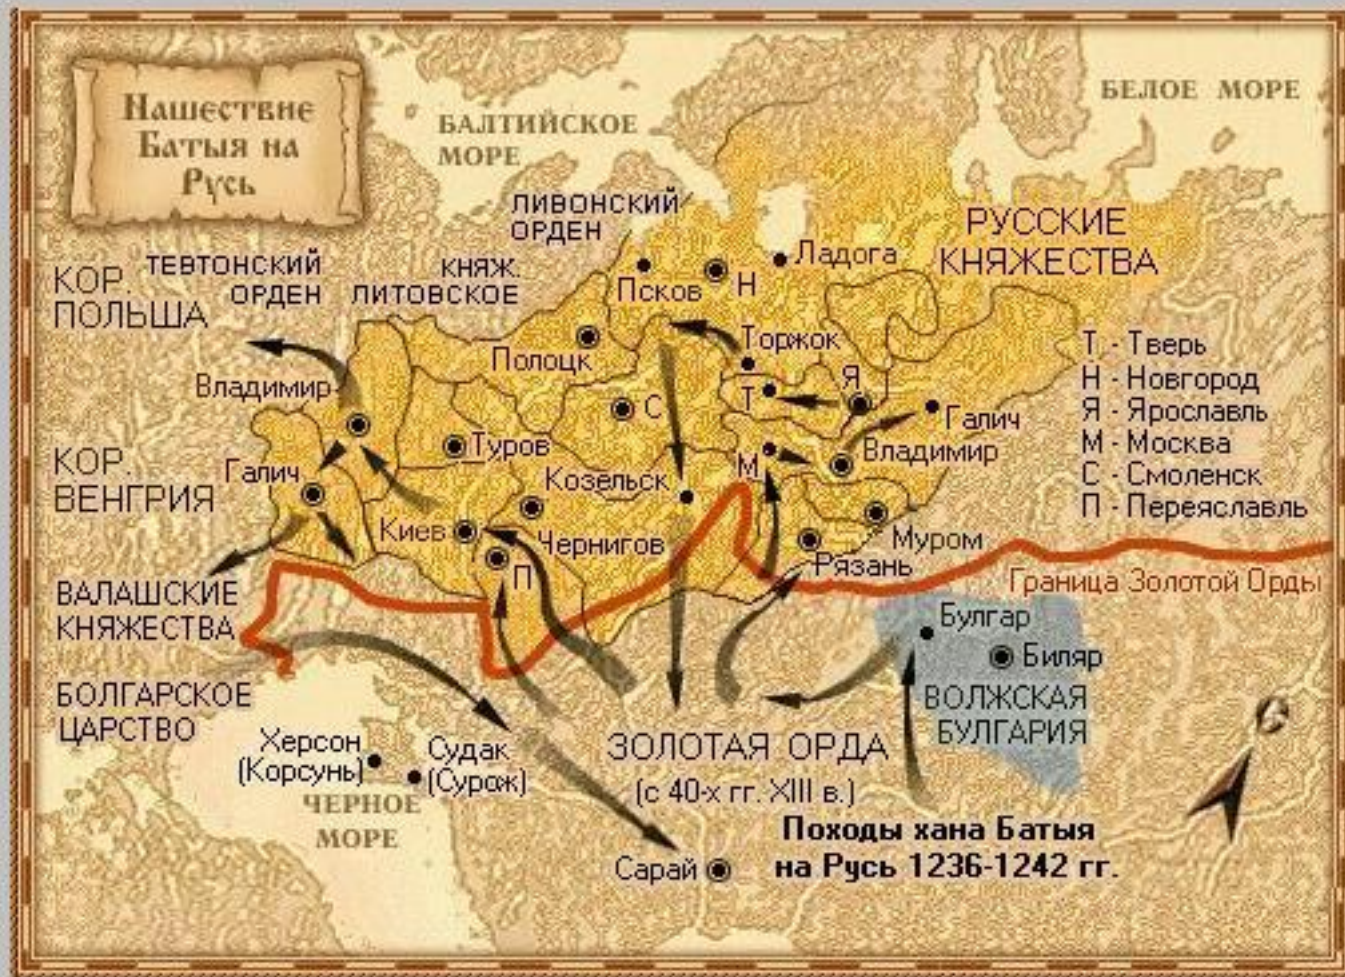 Нашествие
Батыя на
Русь
БАЛТИЙСКОЕ
МОРЕ
БЕЛОЕ МОРЕ
ЛИВОНСКИЙ
ОРДЕН
РУССКИЕ
КНЯЖЕСТВА
Ладога
Псков
Н
КОР.
ПОЛЬША
ТЕВТОНСКИЙ
ОРДЕН
КНЯЖ.
ЛИТОВСКОЕ
Полоцк
Торжок
Т
Я
Галич
Владимир
С
Туров
М
Владимир
Т - Тверь
Н - Новгород
Я - Ярославль
М - Москва
С - Смоленск
П - Переяславль
КОР.
ВЕНГРИЯ
Галич
Козельск
Киев
Чернигов
П
Муром
Рязань
Граница Золотой Орды
ВАЛАШСКИЕ
КНЯЖЕСТВА
Булгар
Биляр
ВОЛЖСКАЯ
БУЛГАРИЯ
БОЛГАРСКОЕ
ЦАРСТВО
Херсон
(Корсунь)
Судак
(Сурож)
ЧЕРНОЕ
МОРЕ
ЗОЛОТАЯ ОРДА
(с 40-х гг. XIII в.)
Походы хана Батыя
на Русь 1236-1242 гг.
Сарай
С